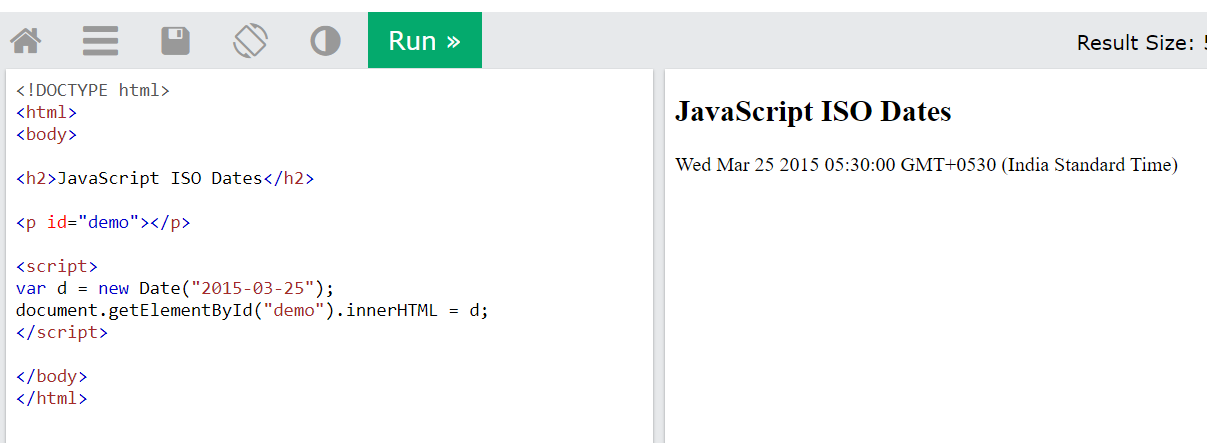 Run »
Result Size: 5
<!DOCTYPE html>
<html>
<body>
<h2>JavaScript ISO Dates</h2>
<p id="demo"></p>
<script>
var d = new Date("2015-03-25");
document.getElementById("demo").innerHTML = d;
</script>
</body>
</html>
JavaScript ISO Dates
Wed Mar 25 2015 05:30:00 GMT+0530 (India Standard Time)